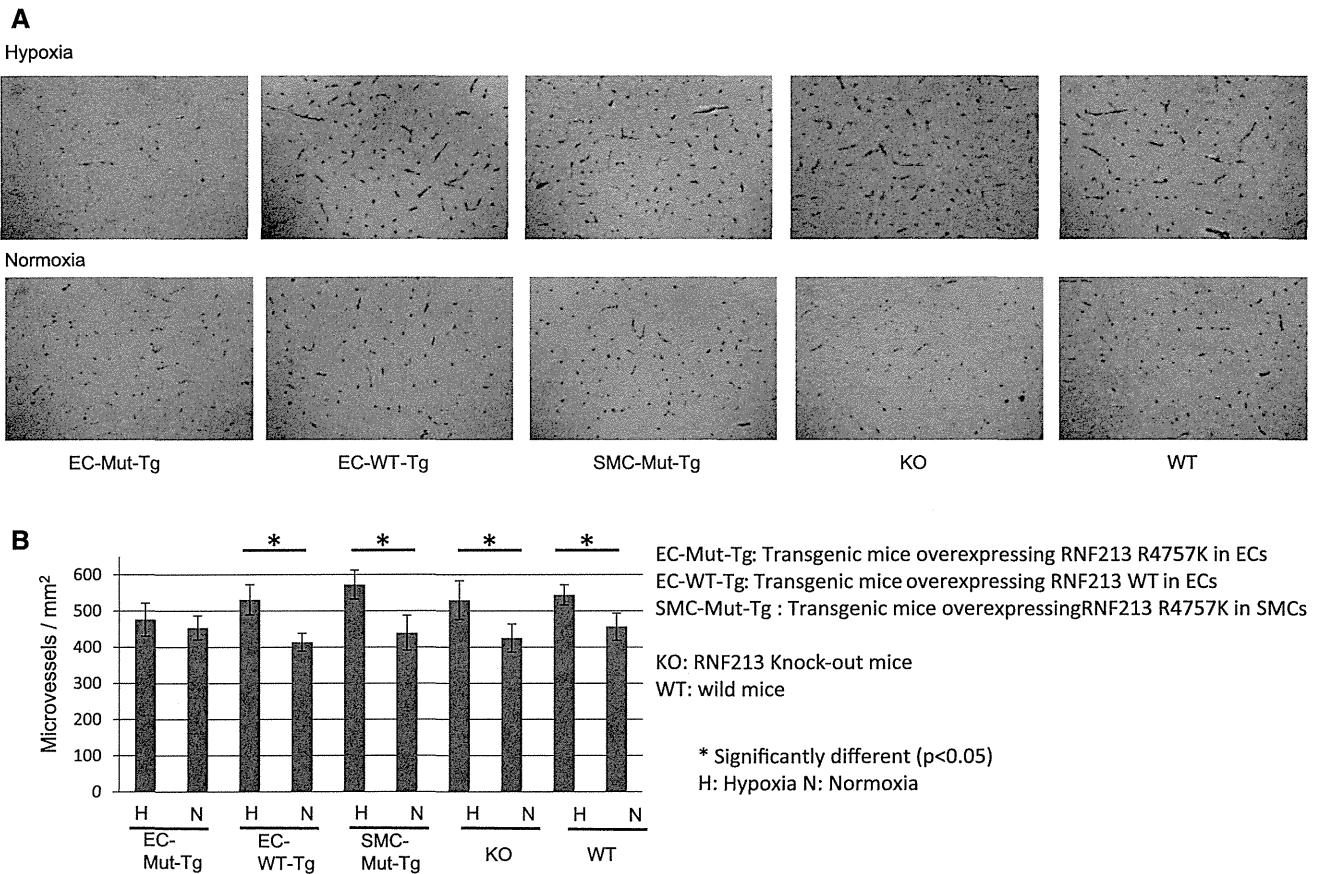 A
Hypoxia
Normoxia
EC-Mut-Tg EC-WT-Tg SMC-Mut-Tg KO WT
B
Microvessels / mm²
600
500
400
300
200
100
0
* * * *
H N H N H N H N H N
EC-
Mut-Tg
EC-
WT-Tg
SMC-
Mut-Tg
KO
WT
EC-Mut-Tg: Transgenic mice overexpressing RNF213 R4757K in ECs
EC-WT-Tg: Transgenic mice overexpressing RNF213 WT in ECs
SMC-Mut-Tg : Transgenic mice overexpressingRNF213 R4757K in SMCs
KO: RNF213 Knock-out mice
WT: wild mice
* Significantly different (p<0.05)
H: Hypoxia N: Normoxia